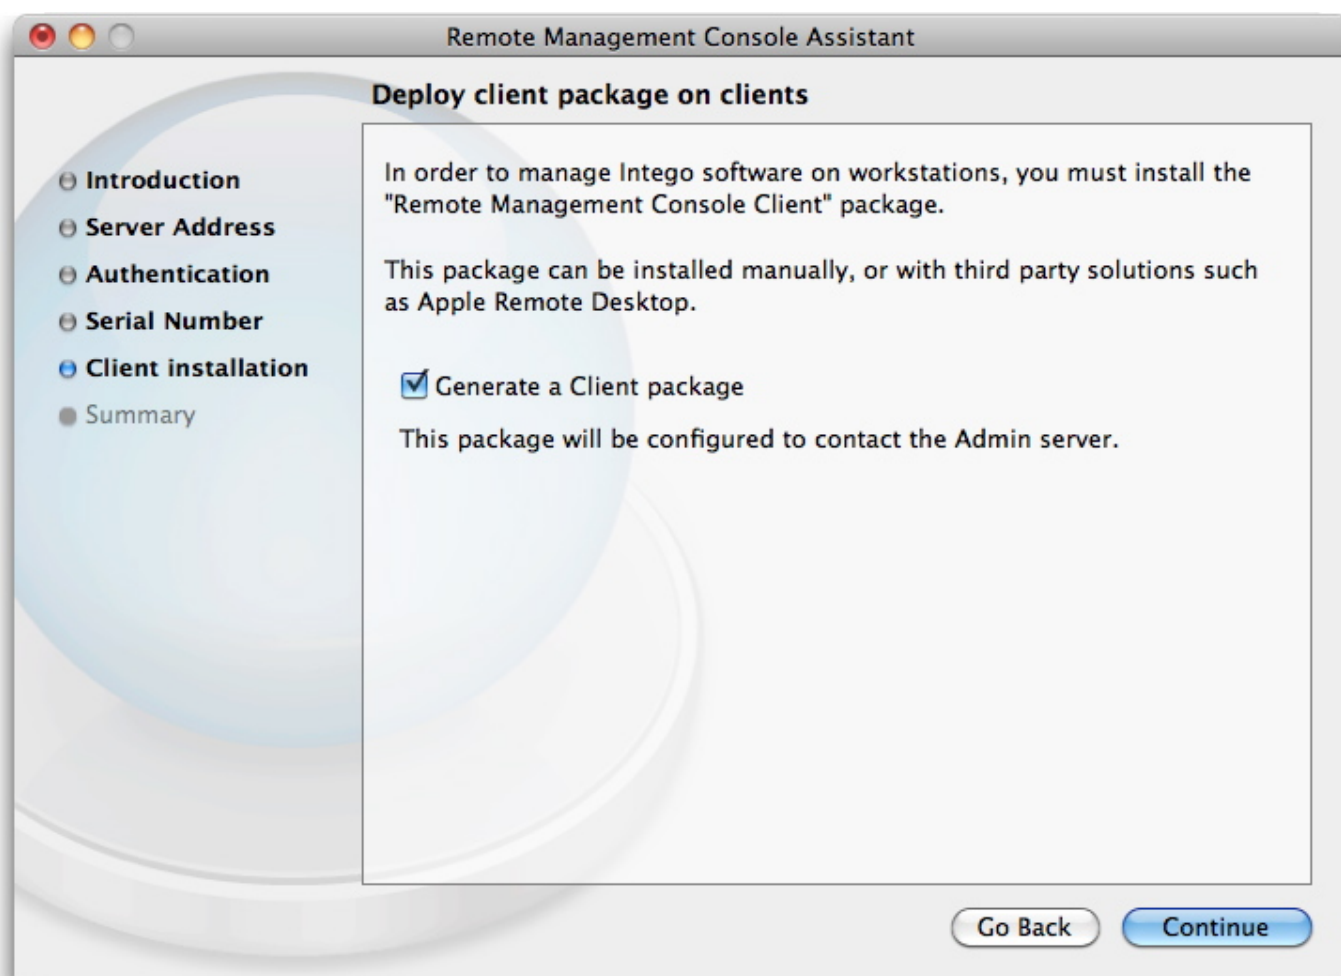 Remote Management Console Assistant
Deploy client package on clients
Introduction
Server Address
Authentication
Serial Number
Client installation
Summary
In order to manage Intego software on workstations, you must install the
"Remote Management Console Client" package.
This package can be installed manually, or with third party solutions such
as Apple Remote Desktop.
Generate a Client package
This package will be configured to contact the Admin server.
Go Back
Continue